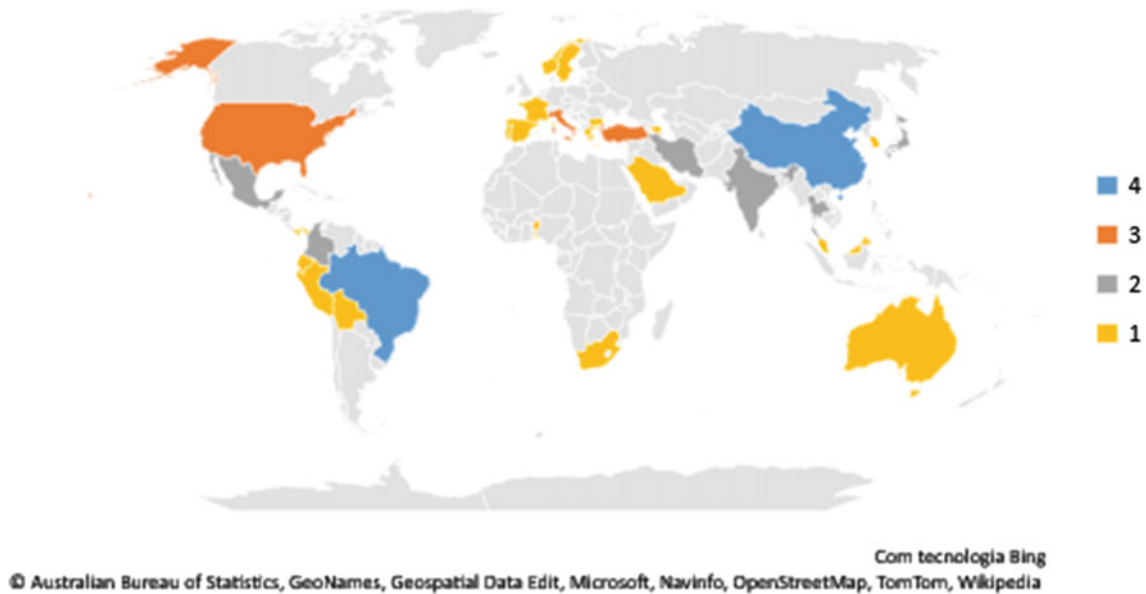 4
3
2
1
Com tecnologia Bing
© Australian Bureau of Statistics, GeoNames, Geospatial Data Edit, Microsoft, Navinfo, OpenStreetMap, TomTom, Wikipedia